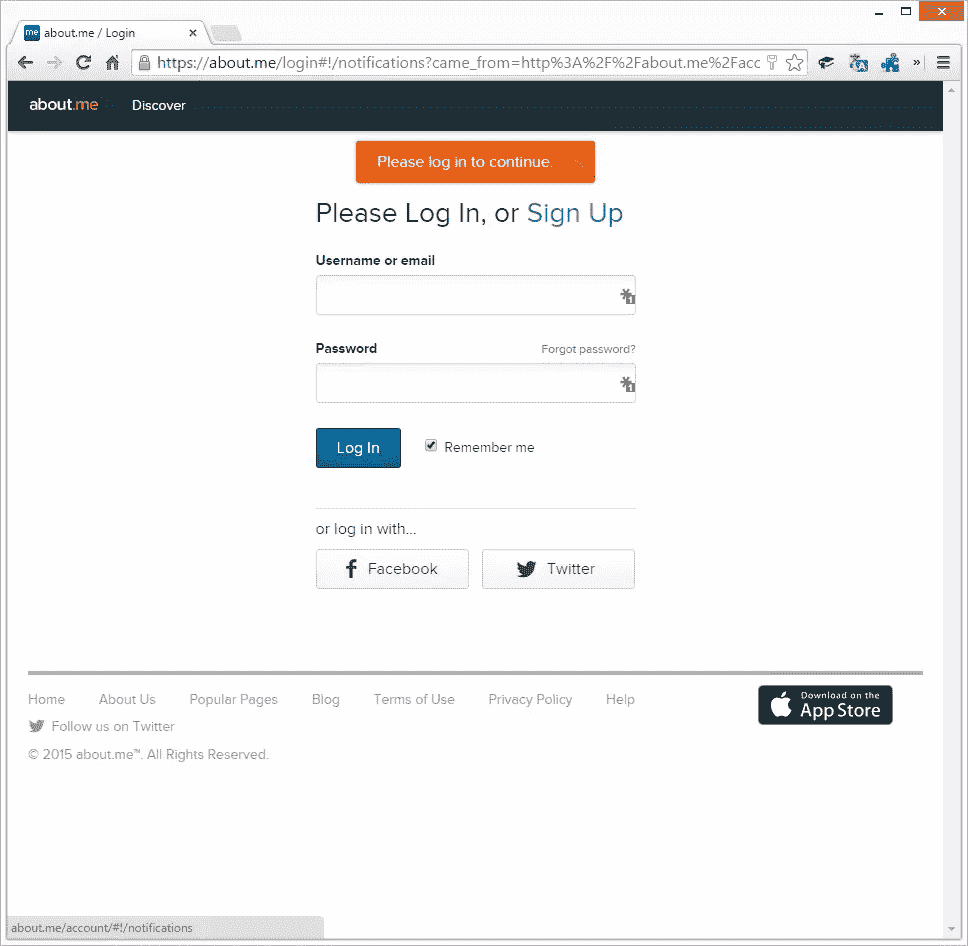 me about.me / Login
https://about.me/login#!/notifications?came_from=http%3A%2F%2Fabout.me%2Facc
about.me Discover
Please log in to continue.
Please Log In, or Sign Up
Username or email
Password Forgot password?
Log In Remember me
or log in with...
Facebook Twitter
Home About Us Popular Pages Blog Terms of Use Privacy Policy Help
Download on the
App Store
Follow us on Twitter
© 2015 about.me™. All Rights Reserved.
about.me/account/#!/notifications